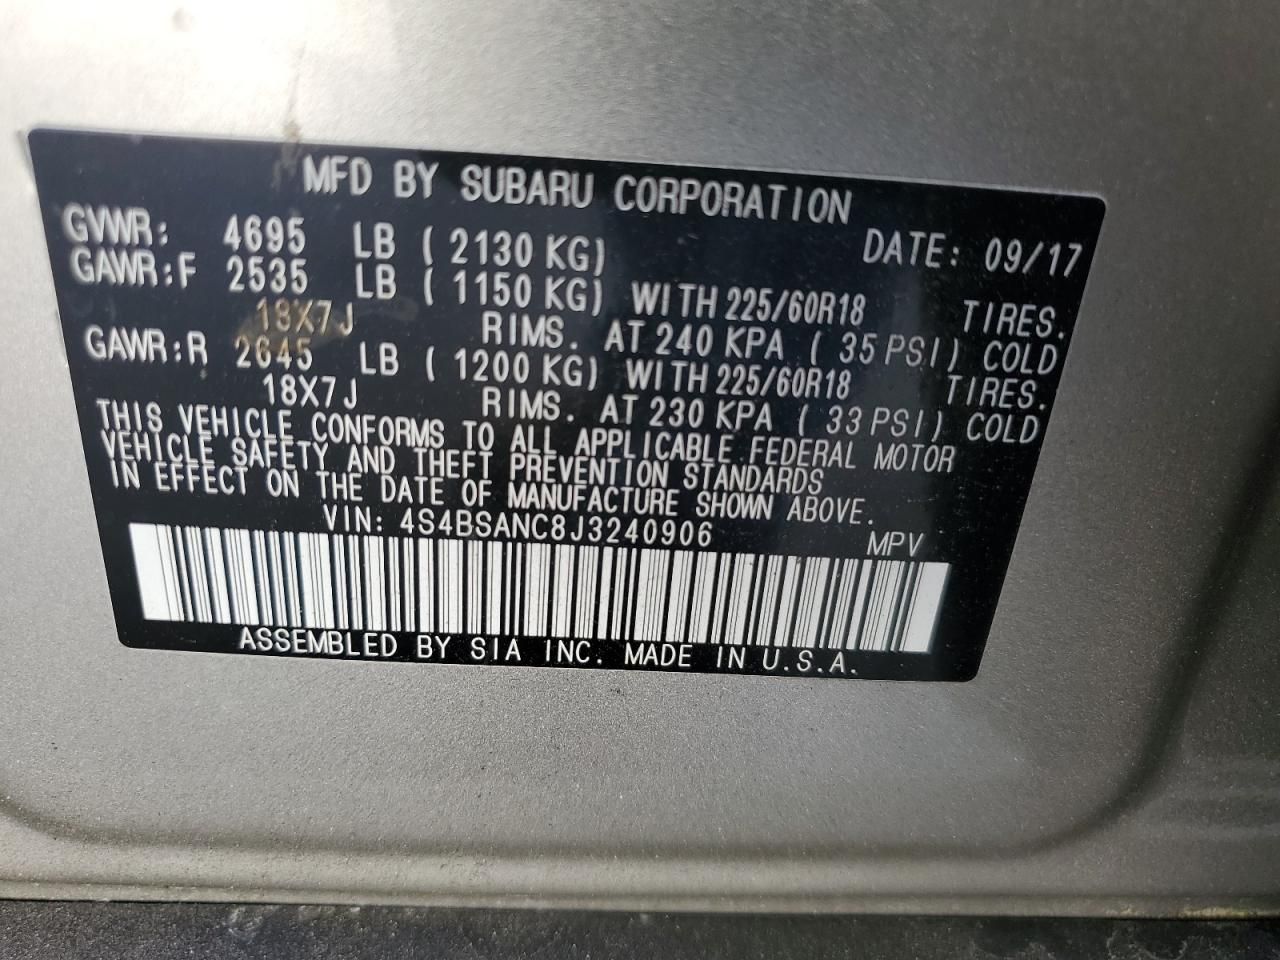 MFD BY SUBARU CORPORATION
GVWR: 4695 LB ( 2130 KG) DATE: 09/17
GAWR:F 2535 LB ( 1150 KG) WITH 225/60R18 TIRES.
18X7J RIMS. AT 240 KPA ( 35 PSI) COLD
GAWR:R 2645 LB ( 1200 KG) WITH 225/60R18 TIRES.
18X7J RIMS. AT 230 KPA ( 33 PSI) COLD
THIS VEHICLE CONFORMS TO ALL APPLICABLE FEDERAL MOTOR
VEHICLE SAFETY AND THEFT PREVENTION STANDARDS
IN EFFECT ON THE DATE OF MANUFACTURE SHOWN ABOVE.
VIN: 4S4BSANC8J3240906 MPV
ASSEMBLED BY SIA INC. MADE IN U.S.A.